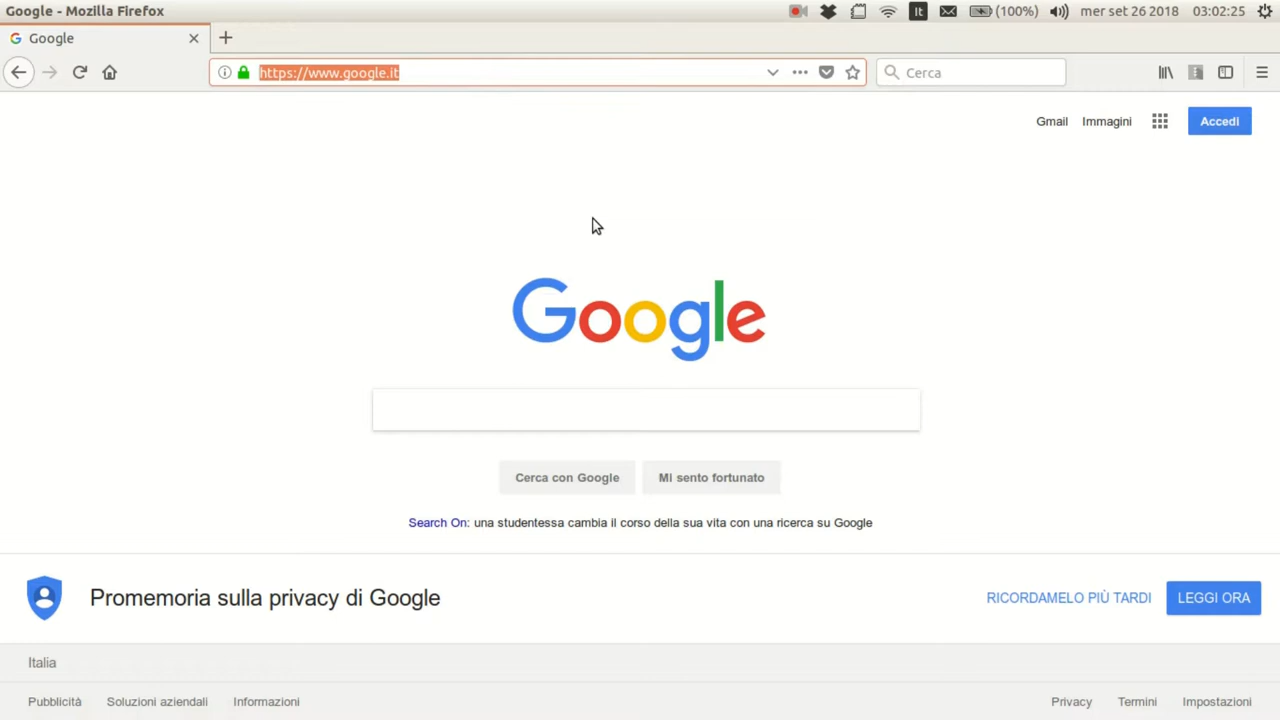 Google - Mozilla Firefox
It
(100%)
mer set 26 2018
03:02:25
Google
https://www.google.it
Cerca
Gmail
Immagini
Accedi
Google
Cerca con Google
Mi sento fortunato
Search On: una studentessa cambia il corso della sua vita con una ricerca su Google
Promemoria sulla privacy di Google
RICORDAMELO PIÙ TARDI
LEGGI ORA
Italia
Pubblicità
Soluzioni aziendali
Informazioni
Privacy
Termini
Impostazioni